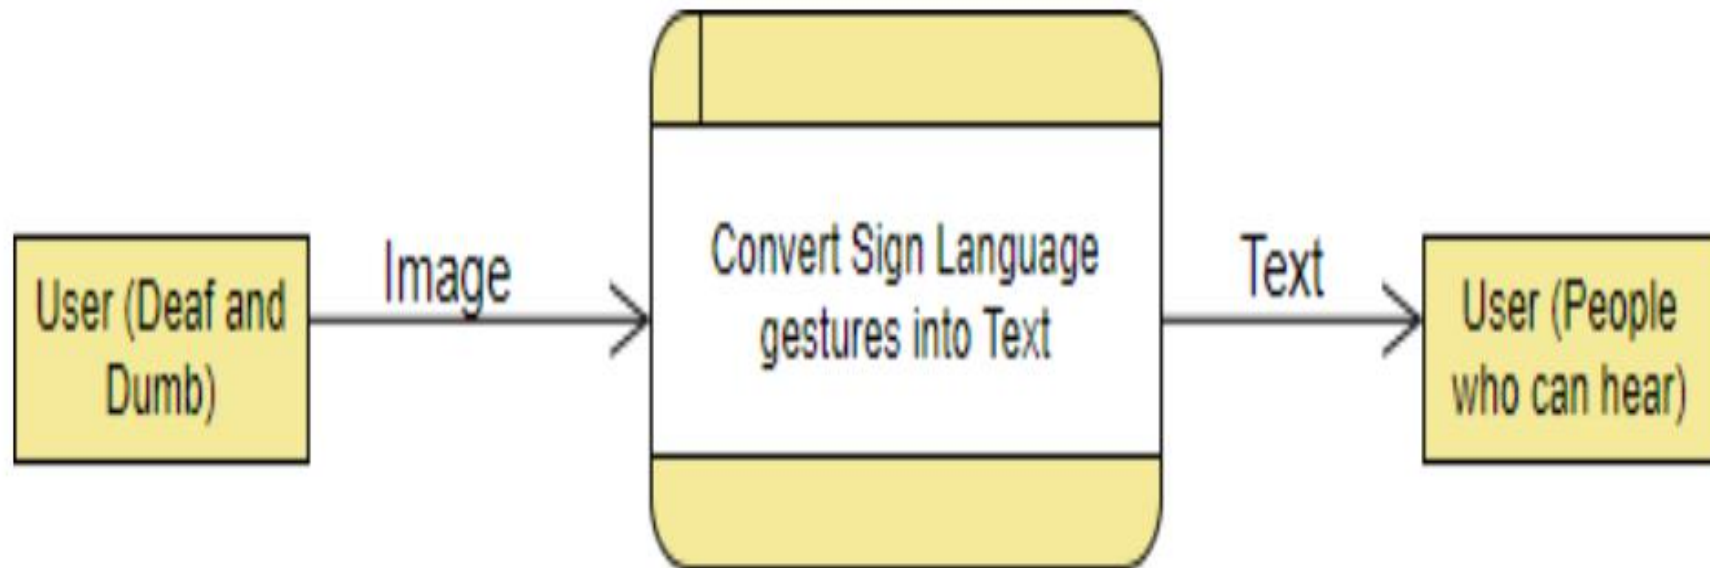 User (Deaf and
Dumb)
Image
Convert Sign Language
gestures into Text
Text
User (People
who can hear)